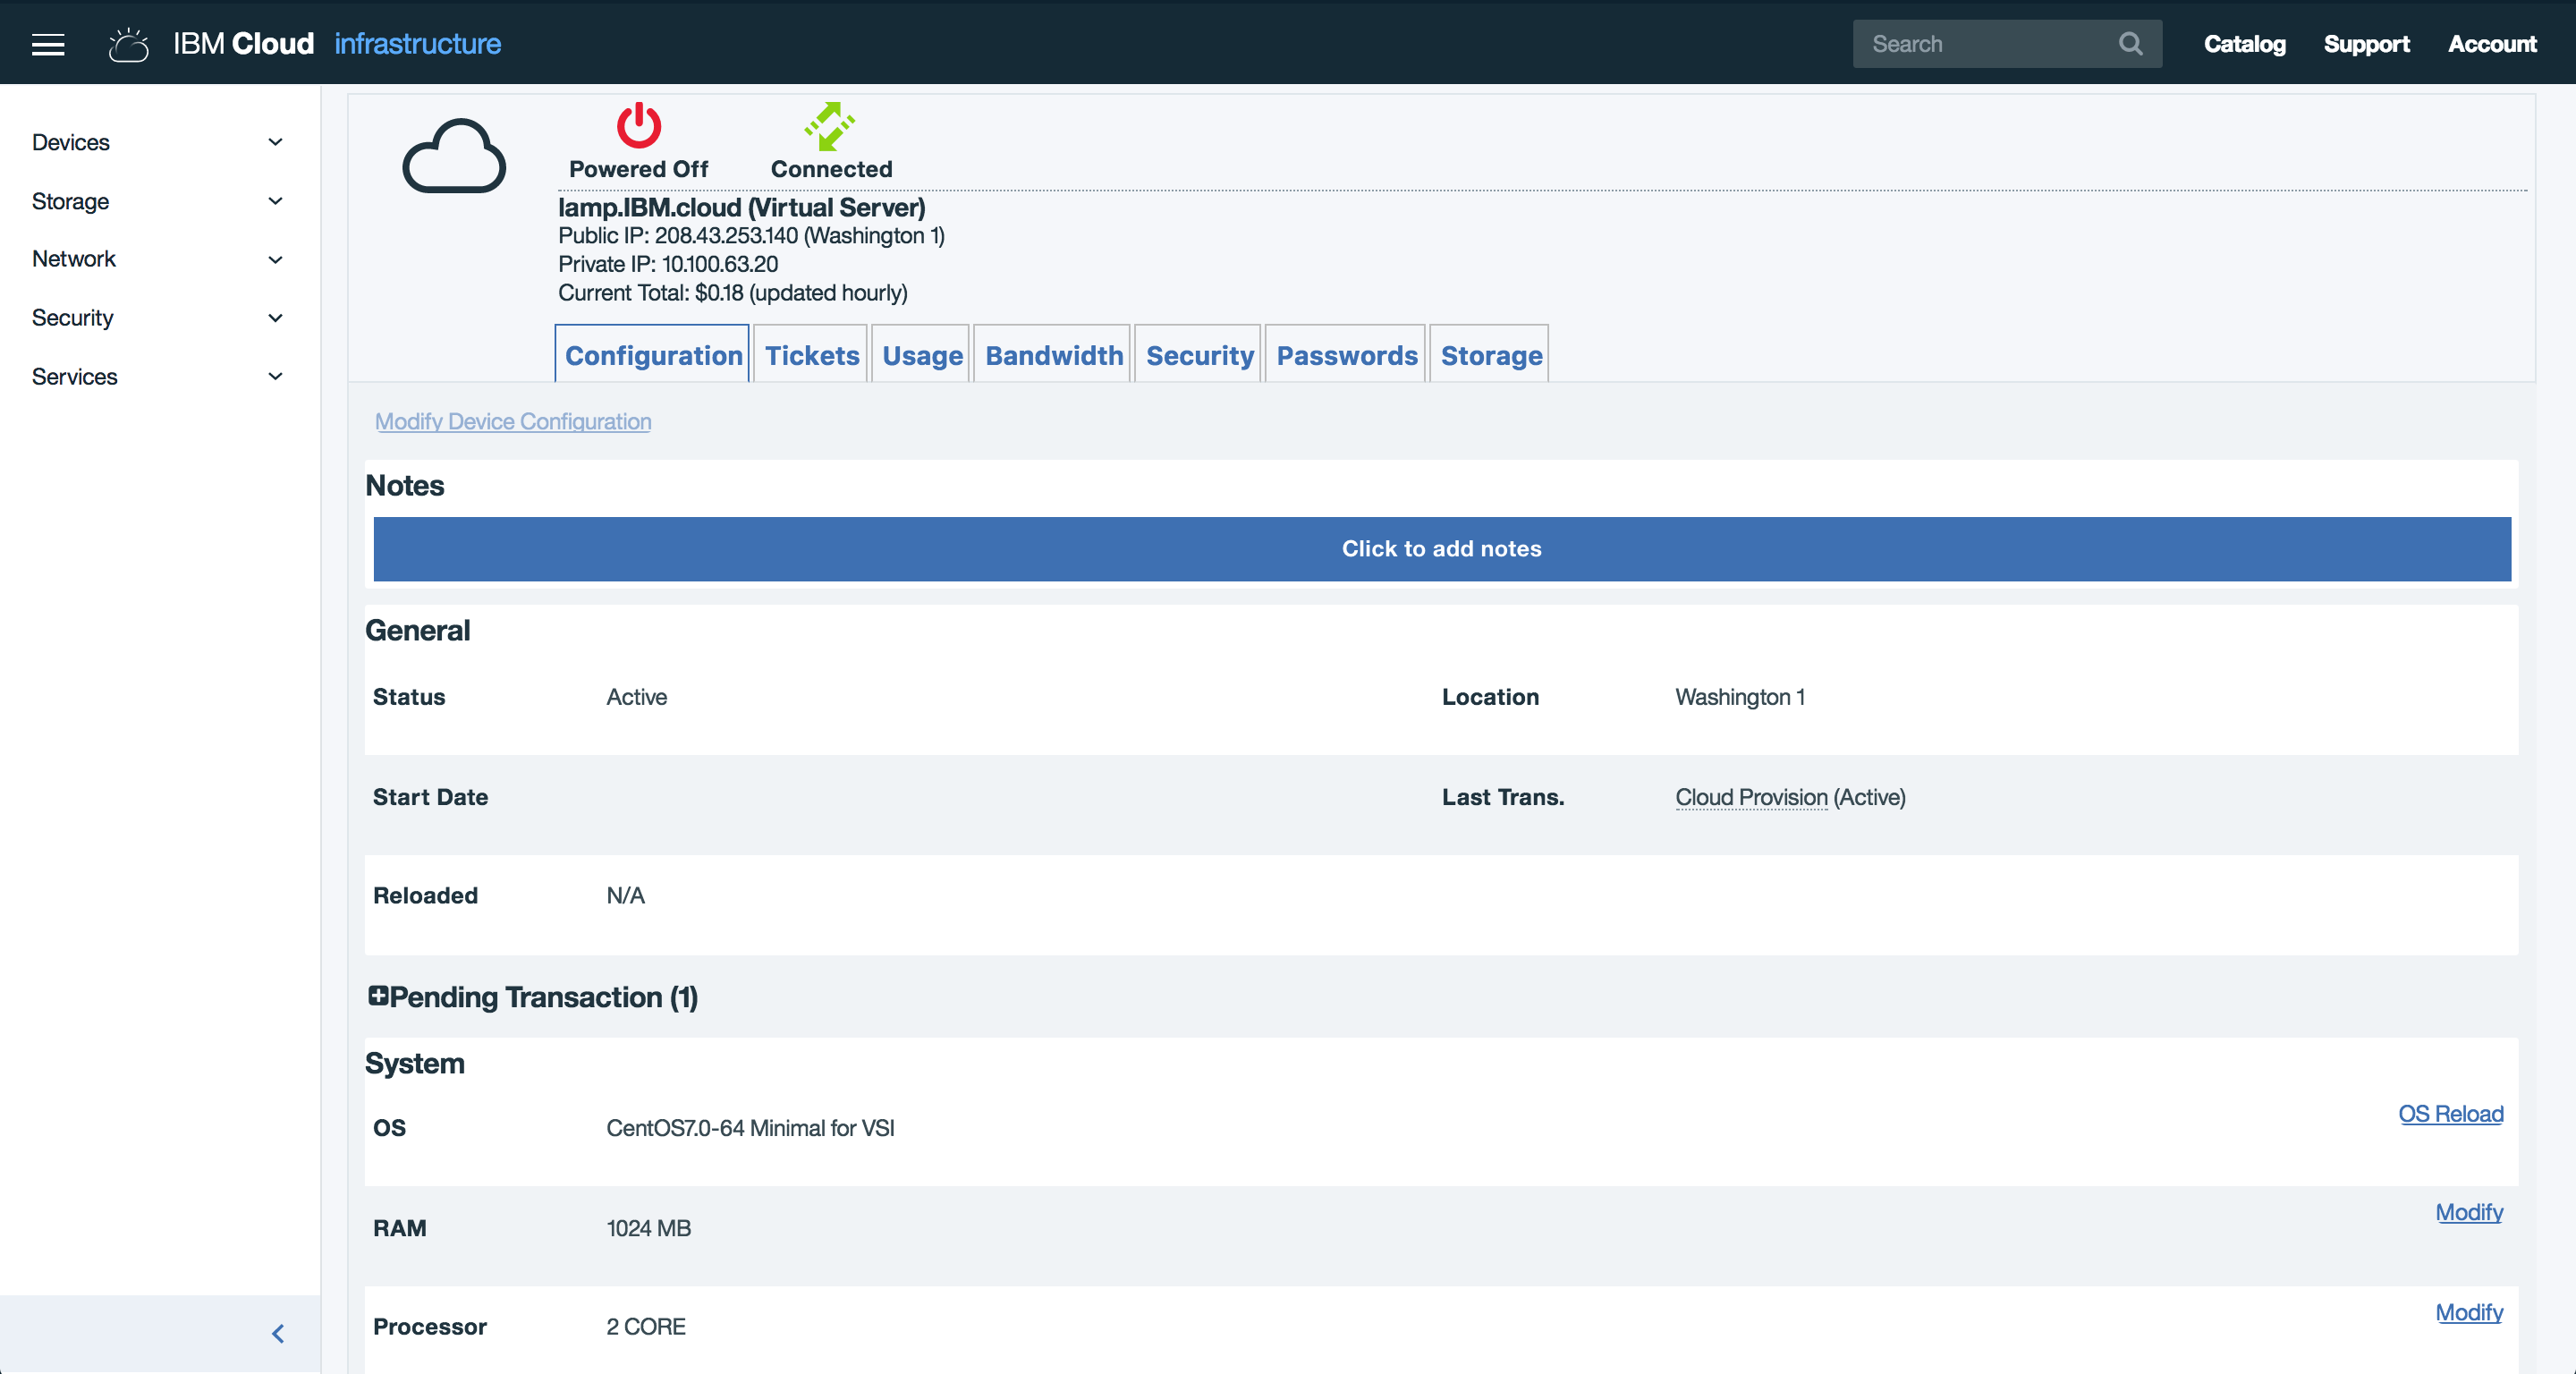 IBM Cloud infrastructure
Search
Catalog
Support
Account
Devices
Storage
Network
Security
Services
Powered Off
Connected
lamp.IBM.cloud (Virtual Server)
Public IP: 208.43.253.140 (Washington 1)
Private IP: 10.100.63.20
Current Total: $0.18 (updated hourly)
Configuration
Tickets
Usage
Bandwidth
Security
Passwords
Storage
Modify Device Configuration
Notes
Click to add notes
General
Status Active Location Washington 1
Start Date Last Trans. Cloud Provision (Active)
Reloaded N/A
Pending Transaction (1)
System
OS CentOS7.0-64 Minimal for VSI OS Reload
RAM 1024 MB Modify
Processor 2 CORE Modify